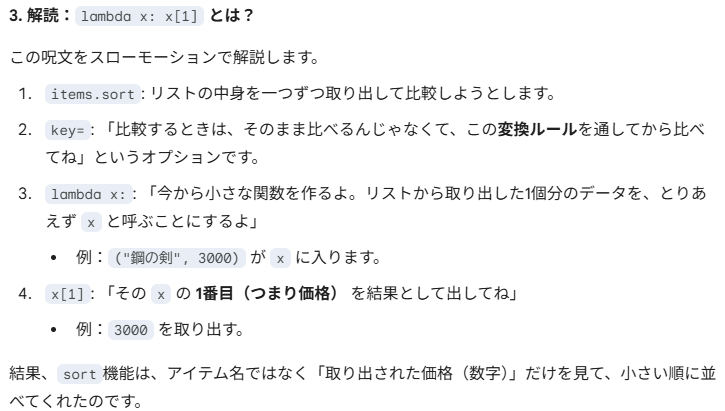 3. 解読：lambda x: x[1] とは？
この呪文をスローモーションで解説します。
1. items.sort: リストの中身を一つずつ取り出して比較しようとします。
2. key=: 「比較するときは、そのまま比べるんじゃなくて、この変換ルールを通してから比べ
てね」というオプションです。
3. lambda x:: 「今から小さな関数を作るよ。リストから取り出した1個分のデータを、とりあ
えず x と呼ぶことにするよ」
• 例：("鋼の剣", 3000) が x に入ります。
4. x[1]: 「その x の 1番目（つまり価格） を結果として出してね」
• 例：3000 を取り出す。
結果、sort機能は、アイテム名ではなく「取り出された価格（数字）」だけを見て、小さい順に並
べてくれたのです。